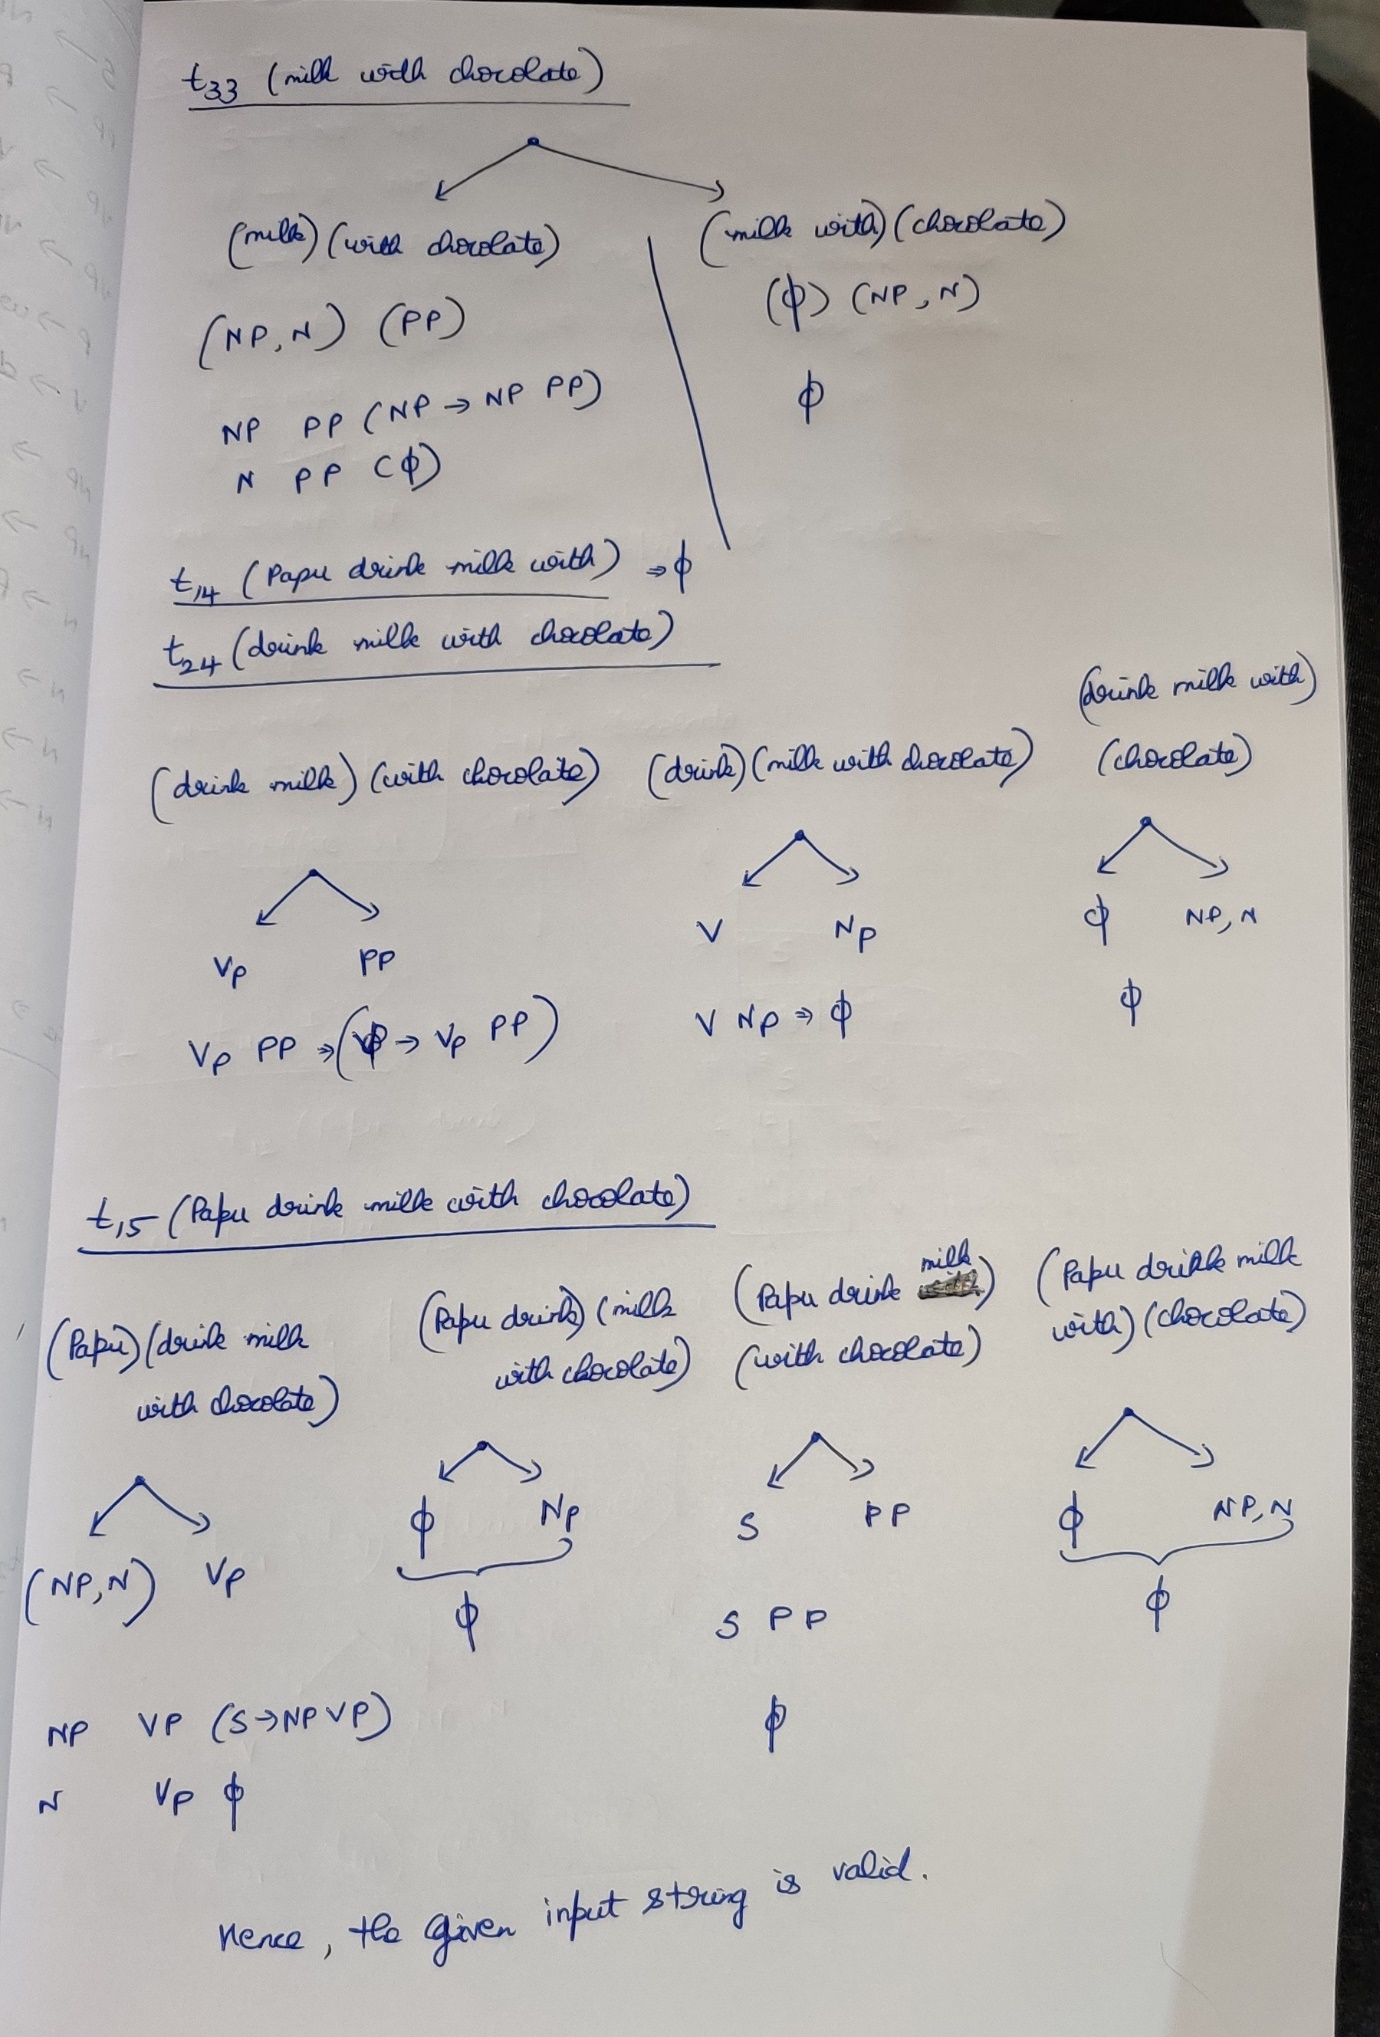 t33 (milk with chocolate)
(milk) (with chocolate)
(milk with) (chocolate)
(NP, N) (PP)
(ϕ) (NP, N)
NP PP (NP → NP PP)
ϕ
N PP (ϕ)
t14 (Papu drink milk with) ⇒ ϕ
t24 (drink milk with chocolate)
(drink milk) (with chocolate)
(drink) (milk with chocolate)
(drink milk with)
(chocolate)
VP PP
V NP
ϕ NP, N
VP PP ⇒ (VP → VP PP)
V NP ⇒ ϕ
ϕ
t15 (Papu drink milk with chocolate)
(Papu) (drink milk
with chocolate)
(Papu drink) (milk
with chocolate)
(Papu drink milk)
(with chocolate)
(Papu drink milk
with) (chocolate)
(NP, N) VP
ϕ NP
S PP
ϕ NP, N
ϕ
S PP
ϕ
NP VP (S → NP VP)
ϕ
N VP ϕ
Hence, the given input string is valid.